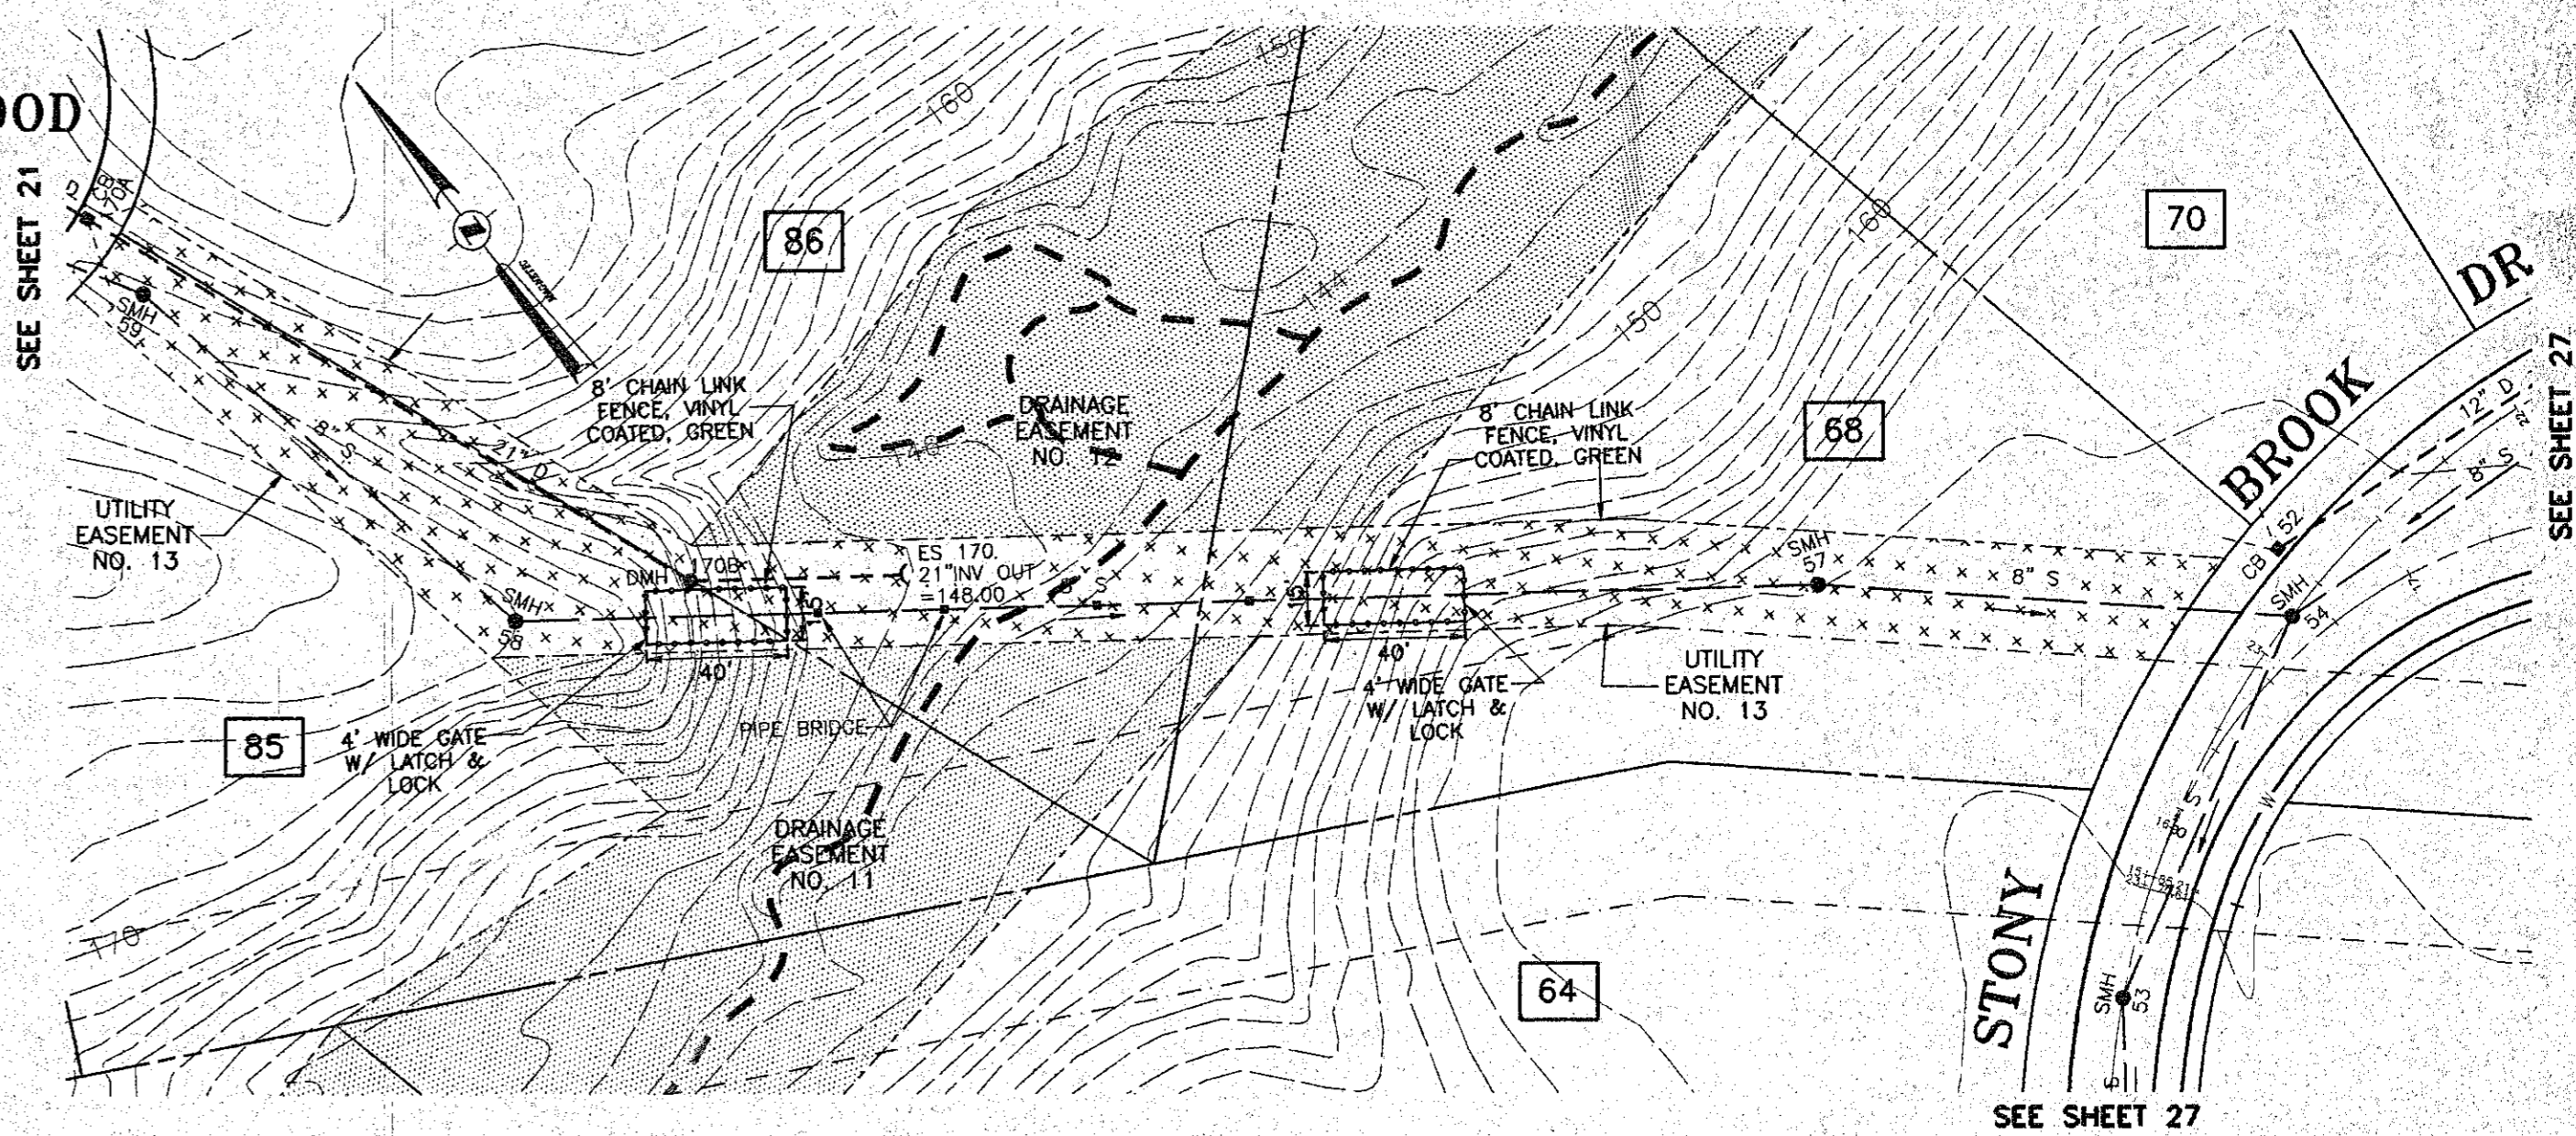 OOD
SEE SHEET 21
CB
170A
SMH
59
8" S
21" D
UTILITY
EASEMENT
NO. 13
86
160
150
144
8' CHAIN LINK
FENCE, VINYL
COATED, GREEN
DRAINAGE
EASEMENT
NO. 12
8' CHAIN LINK
FENCE, VINYL
COATED, GREEN
150
160
68
70
STONY BROOK DR
12" D
8" S
SEE SHEET 27
CB 52
SMH
54
SMH
57
8" S
DMH 170B
ES 170.
21"INV OUT
=148.00
SMH
58
15'
40'
S
40'
PIPE BRIDGE
4' WIDE GATE
W/ LATCH &
LOCK
4' WIDE GATE
W/ LATCH &
LOCK
UTILITY
EASEMENT
NO. 13
85
DRAINAGE
EASEMENT
NO. 11
170
64
S
W
SMH
53
S
SEE SHEET 27